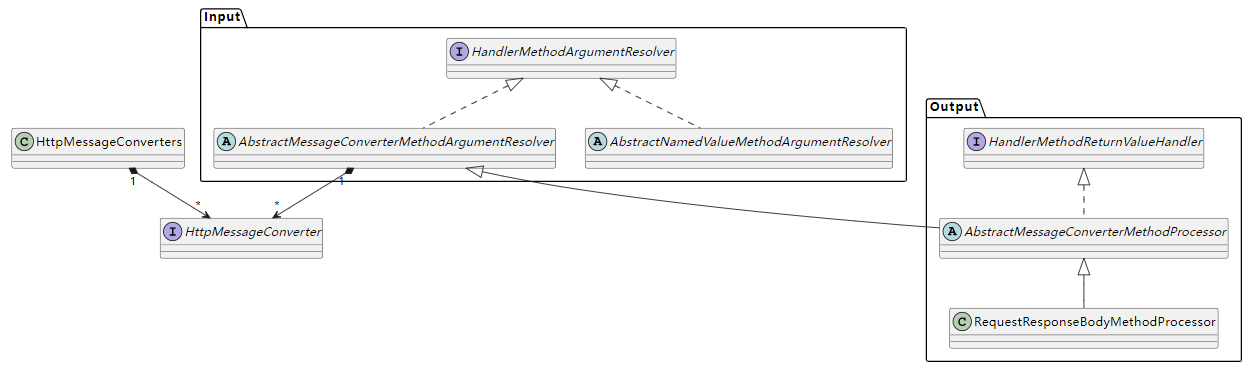 Input
I HandlerMethodArgumentResolver
Output
C HttpMessageConverters
A AbstractMessageConverterMethodArgumentResolver
A AbstractNamedValueMethodArgumentResolver
I HandlerMethodReturnValueHandler
1
1
*
*
I HttpMessageConverter
A AbstractMessageConverterMethodProcessor
C RequestResponseBodyMethodProcessor